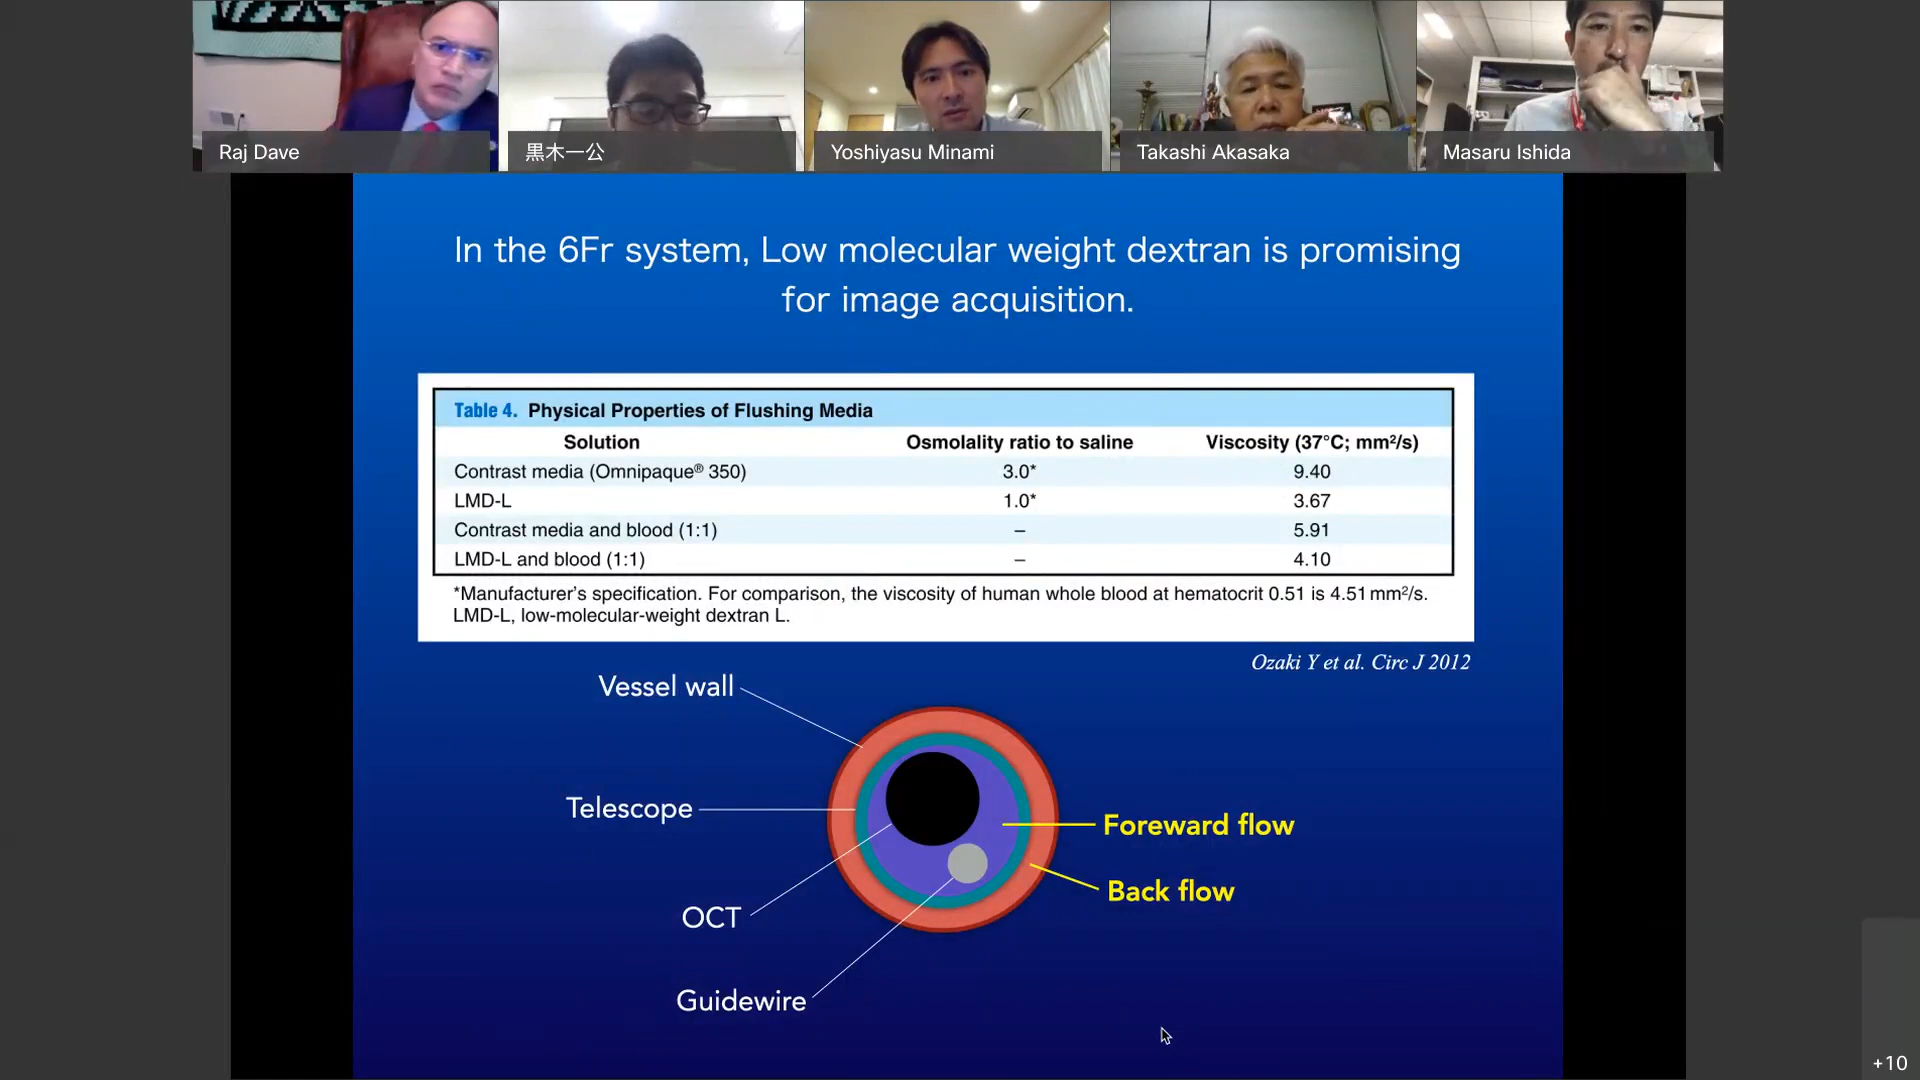 Raj Dave
黒木一公
Yoshiyasu Minami
Takashi Akasaka
Masaru Ishida
In the 6Fr system, Low molecular weight dextran is promising
for image acquisition.
Table 4. Physical Properties of Flushing Media
Solution Osmolality ratio to saline Viscosity (37°C; mm²/s)
Contrast media (Omnipaque® 350) 3.0* 9.40
LMD-L 1.0* 3.67
Contrast media and blood (1:1) – 5.91
LMD-L and blood (1:1) – 4.10
*Manufacturer's specification. For comparison, the viscosity of human whole blood at hematocrit 0.51 is 4.51 mm²/s.
LMD-L, low-molecular-weight dextran L.
Ozaki Y et al. Circ J 2012
Vessel wall
Telescope
Foreward flow
Back flow
OCT
Guidewire
+10